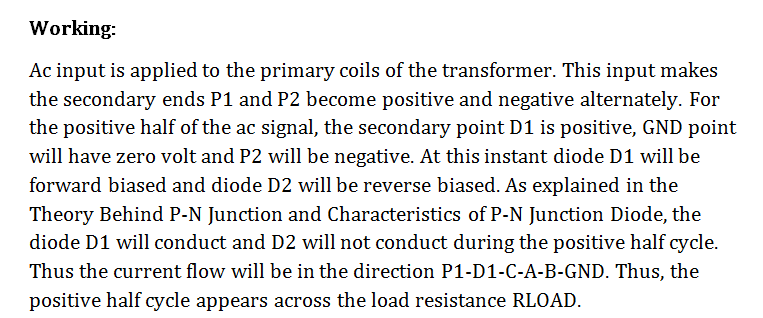 Working:
Ac input is applied to the primary coils of the transformer. This input makes
the secondary ends P1 and P2 become positive and negative alternately. For
the positive half of the ac signal, the secondary point D1 is positive, GND point
will have zero volt and P2 will be negative. At this instant diode D1 will be
forward biased and diode D2 will be reverse biased. As explained in the
Theory Behind P-N Junction and Characteristics of P-N Junction Diode, the
diode D1 will conduct and D2 will not conduct during the positive half cycle.
Thus the current flow will be in the direction P1-D1-C-A-B-GND. Thus, the
positive half cycle appears across the load resistance RLOAD.